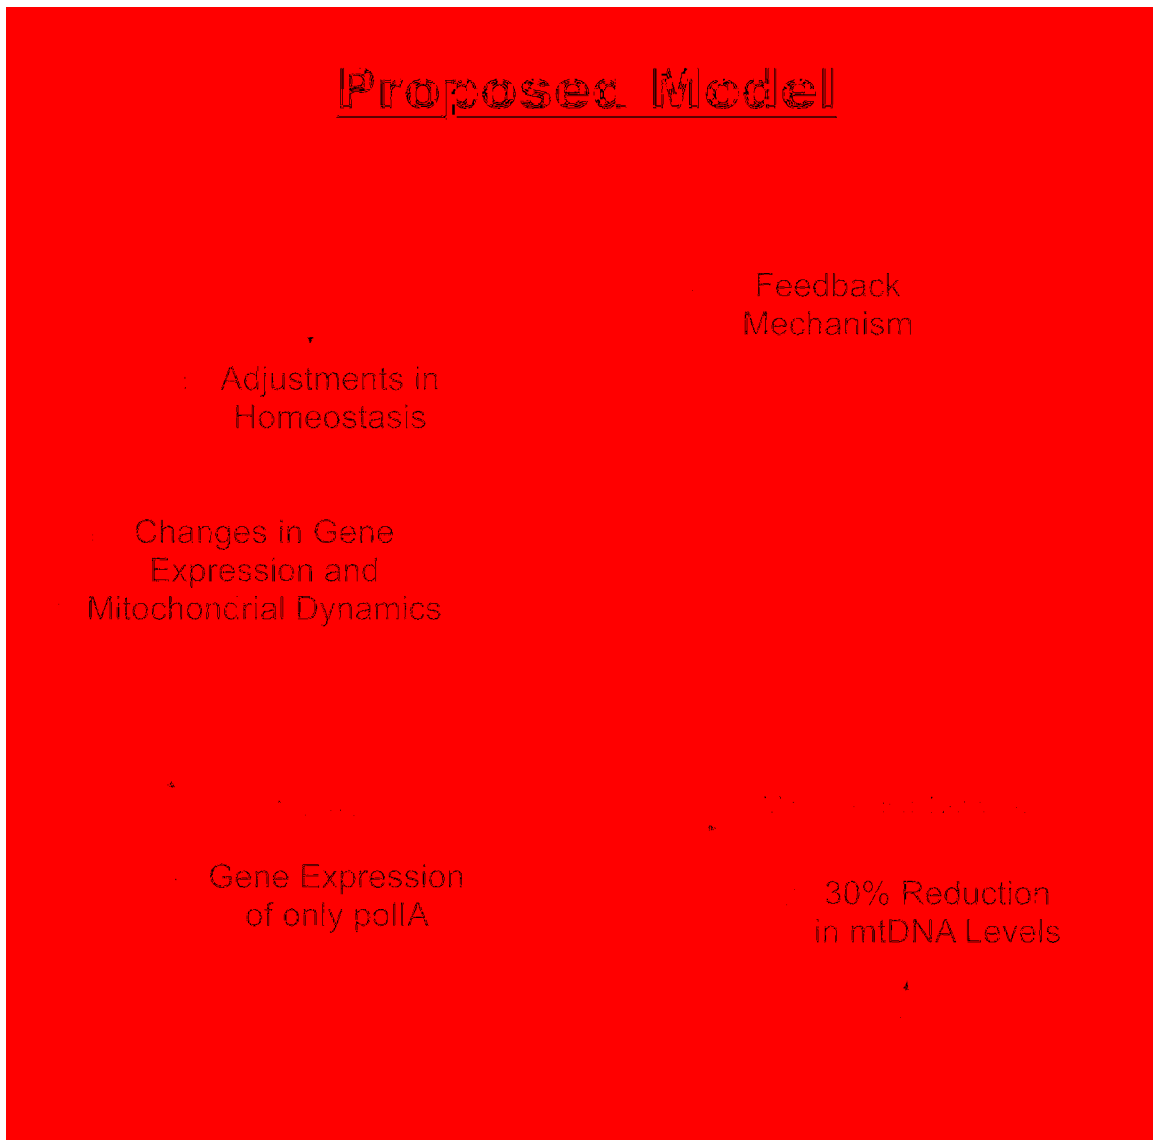 Proposed Model
Feedback
Mechanism
Adjustments in
Homeostasis
Changes in Gene
Expression and
Mitochondrial Dynamics
Gene Expression
of only polIA
30% Reduction
in mtDNA Levels